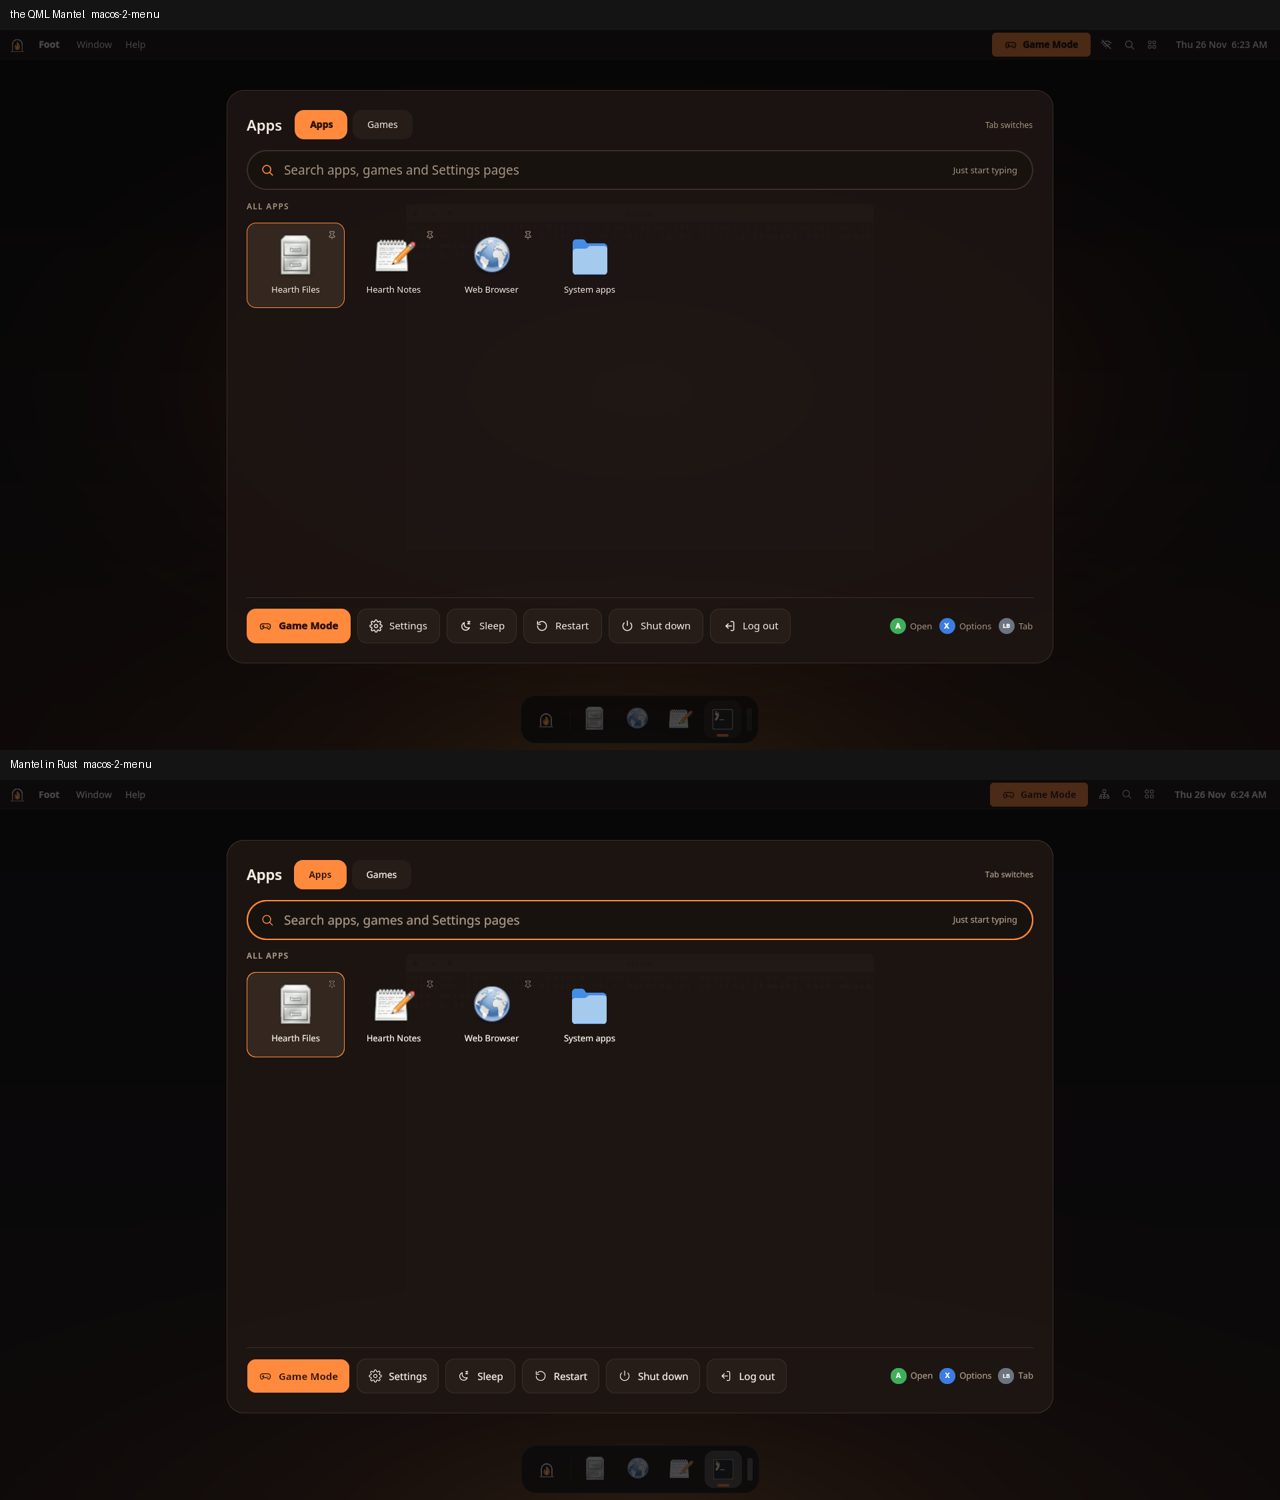 the QML Mantel macos-2-menu
Foot Window Help Game Mode Thu 26 Nov 6:23 AM
Apps Apps Games Tab switches
Search apps, games and Settings pages Just start typing
ALL APPS
Hearth Files Hearth Notes Web Browser System apps
Game Mode Settings Sleep Restart Shut down Log out A Open X Options LB Tab
Mantel in Rust macos-2-menu
Foot Window Help Game Mode Thu 26 Nov 6:24 AM
Apps Apps Games Tab switches
Search apps, games and Settings pages Just start typing
ALL APPS
Hearth Files Hearth Notes Web Browser System apps
Game Mode Settings Sleep Restart Shut down Log out A Open X Options LB Tab